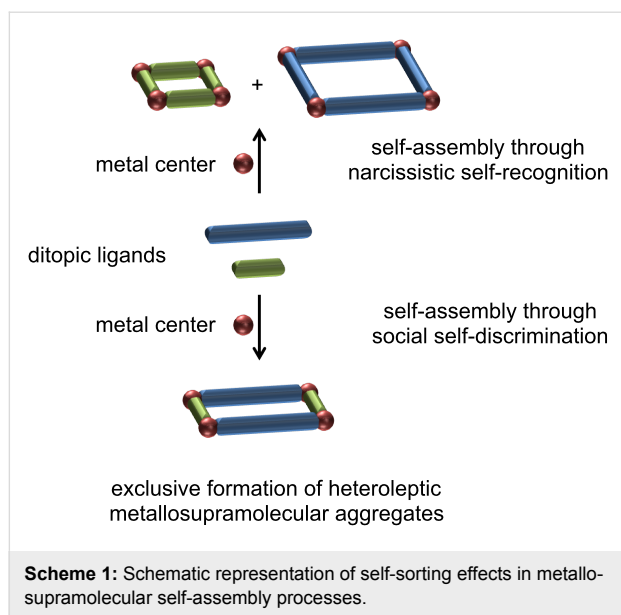 +
metal center
self-assembly through
narcissistic self-recognition
ditopic ligands
metal center
self-assembly through
social self-discrimination
exclusive formation of heteroleptic
metallosupramolecular aggregates
Scheme 1: Schematic representation of self-sorting effects in metallo-
supramolecular self-assembly processes.